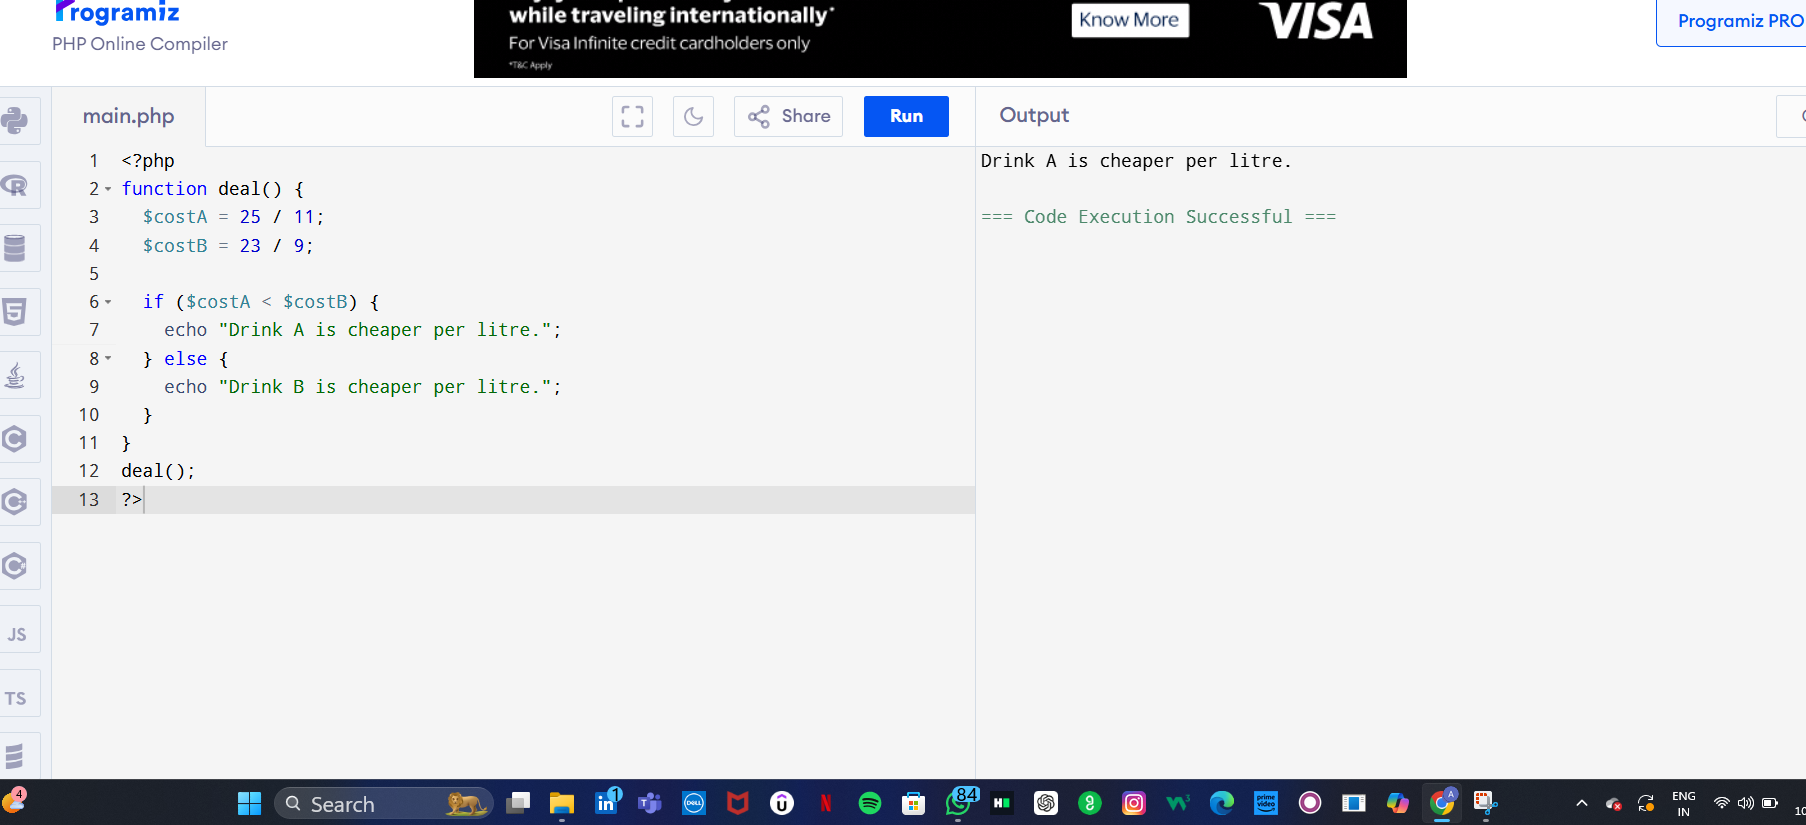 Programiz
PHP Online Compiler
while traveling internationally*
For Visa Infinite credit cardholders only
*T&C Apply
Know More
VISA
Programiz PRO
main.php
Share
Run
Output
1 <?php
2 function deal() {
3 $costA = 25 / 11;
4 $costB = 23 / 9;
5
6 if ($costA < $costB) {
7 echo "Drink A is cheaper per litre.";
8 } else {
9 echo "Drink B is cheaper per litre.";
10 }
11 }
12 deal();
13 ?>
Drink A is cheaper per litre.
=== Code Execution Successful ===
JS
TS
4
Search
1
84
ENG
IN
10